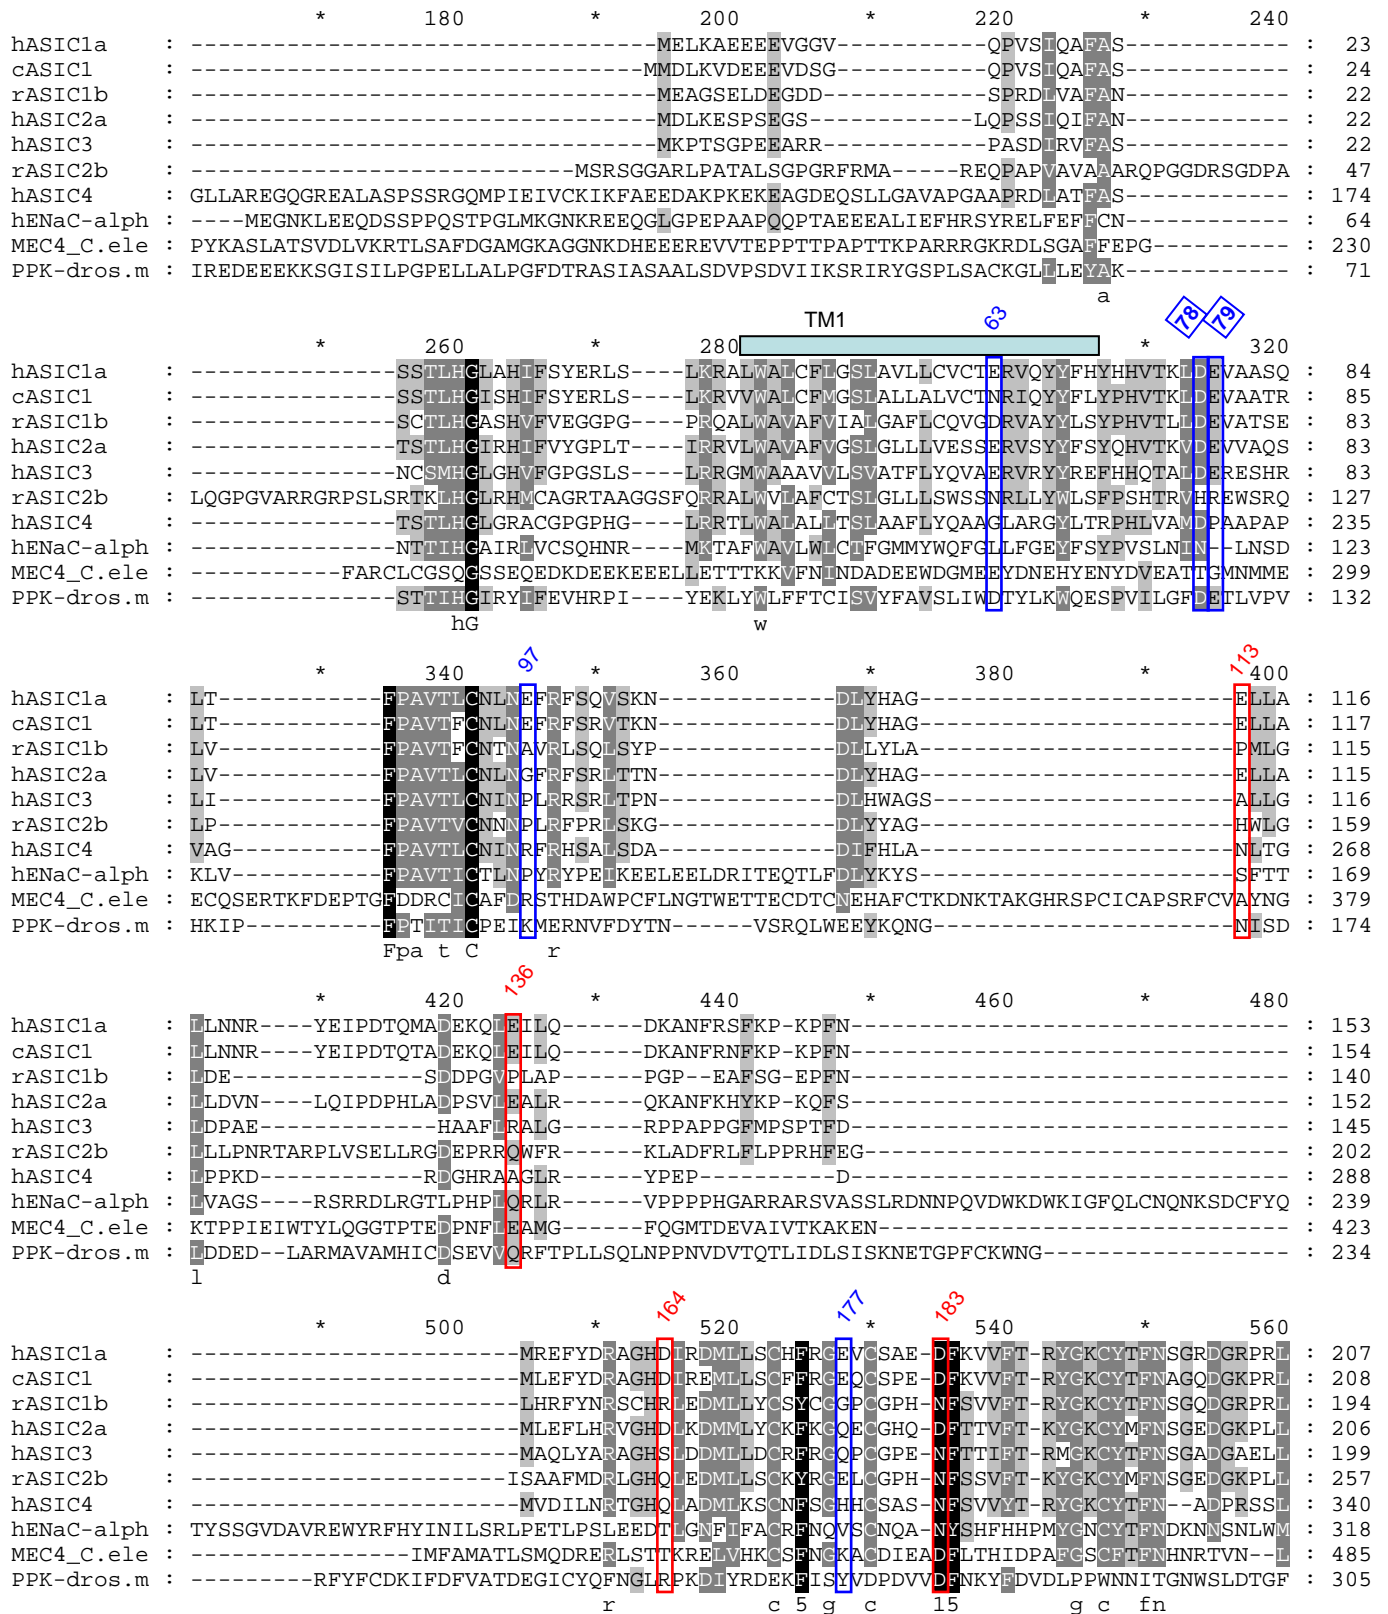 * 180 * 200 * 220 * 240
hASIC1a : ----------------------------------MELKAEEEEVGGV-----------QPVSIQAFAS------------ : 23
cASIC1 : ---------------------------------MMDLKVDEEEVDSG-----------QPVSIQAFAS------------ : 24
rASIC1b : ----------------------------------MEAGSELDEGDD------------SPRDLVAFAN------------ : 22
hASIC2a : ----------------------------------MDLKESPSEGS------------LQPSSIQIFAN------------ : 22
hASIC3 : ----------------------------------MKPTSGPEEARR------------PASDIRVFAS------------ : 22
rASIC2b : ----------------------------MSRSGGARLPATALSGPGRFRMA------REQPAPVAVAAARQPGGDRSGDPA : 47
hASIC4 : GLLAREGQGREALASPSSRGQMPIEIVCKIKFAEEDAKPKEKEAGDEQSLLGAVAPGAAPRDLATFAS------------ : 174
hENaC-alph : ----MEGNKLEEQDSSPPQSTPGLMKGNKREEQGLGPEPAAPQQPTAEEEALIEFHRSYRELFEFFCN------------ : 64
MEC4_C.ele : PYKASLATSVDLVKRTLSAFDGAMGKAGGNKDHEEEREVVTEPPTTPAPTTKPARRRGKRDLSGAFFEPG---------- : 230
PPK-dros.m : IREDEEEKKSGISILPGPELLALPGFDTRASIASAALSDVPSDVIIKSRIRYGSPLSACKGLLLEYAK------------ : 71
a
TM1 63 78 79
* 260 * 280 * 300 * 320
hASIC1a : ---------------SSTLHGLAHIFSYERLS---LKRALWALCFLGSLAVLLCVCTERVQYYFHYHHVTKLDEVAASQ : 84
cASIC1 : ---------------SSTLHGISHIFSYERLS---LKRVVWALCFMGSLALLALVCTNRIQYYFLYPHVTKLDEVAATR : 85
rASIC1b : ---------------SCTLHGASHVFVEGGPG---PRQALWAVAFVIALGAFLCQVGDRVAYYLSYPHVTLLDEVATSE : 83
hASIC2a : ---------------TSTLHGIRHIFVYGPLT---IRRVLWAVAFVGSLGLLLVESSERVSYYFSYQHVTKVDEVVAQS : 83
hASIC3 : ---------------NCSMHGLGHVFGPGSLS---LRRGMWAAAVVLSVATFLYQVAERVRYYREFHHQTALDERESHR : 83
rASIC2b : LQGPGVARRGRPSLSRTKLHGLRHMCAGRTAAGGSFQRRALWVLAFCTSLGLLLSWSSNRLLYWLSFPSHTRVHREWSRQ : 127
hASIC4 : ---------------TSTLHGLGRACGPGPHG---LRRTLWALALLTSLAAFLYQAAGLARGYLTRPHLVAMDPAAPAP : 235
hENaC-alph : ---------------NTTIHGAIRLVCSQHNR---MKTAFWAVLWLCTFGMMYWQFGLLFGEYFSYPVSLNIN--LNSD : 123
MEC4_C.ele : -----------FARCLCGSQGSSEQEDKDEEKEEELLETTTKKVFNINDADEEWDGMEEYDNEHYENYDVEATTGMNMME : 299
PPK-dros.m : ---------------STTIHGIRYIFEVHRPI---YEKLYWLFFTCISVYFAVSLIWDTYLKWQESPVILGFDETLVPV : 132
hG w
97 113
* 340 * 360 * 380 * 400
hASIC1a : LT-----------FPAVTLCNLNEFRFSQVSKN-------------DLYHAG-----------------------ELLA : 116
cASIC1 : LT-----------FPAVTFCNLNEFRFSRVTKN-------------DLYHAG-----------------------ELLA : 117
rASIC1b : LV-----------FPAVTFCNTNAVRLSQLSYP-------------DLLYLA-----------------------PMLG : 115
hASIC2a : LV-----------FPAVTLCNLNGFRFSRLTTN-------------DLYHAG-----------------------ELLA : 115
hASIC3 : LI-----------FPAVTLCNINPLRRSRLTPN-------------DLHWAGS----------------------ALLG : 116
rASIC2b : LP-----------FPAVTVCNNNPLRFPRLSKG-------------DLYYAG-----------------------HWLG : 159
hASIC4 : VAG----------FPAVTLCNINRFRHSALSDA-------------DIFHLA-----------------------NLTG : 268
hENaC-alph : KLV----------FPAVTICTLNPYRYPEIKEELEELDRITEQTLFDLYKYS-----------------------SFTT : 169
MEC4_C.ele : ECQSERTKFDEPTGFDDRCICAFDRSTHDAWPCFLNGTWETTECDTCNEHAFCTKDNKTAKGHRSPCICAPSRFCVAYNG : 379
PPK-dros.m : HKIP---------FPTITICPEIKMERNVFDYTN------VSRQLWEEYKQNG----------------------NISD : 174
Fpa t C r
136
* 420 * 440 * 460 * 480
hASIC1a : LLNNR----YEIPDTQMADEKQLEILQ------DKANFRSFKP-KPFN-------------------------------- : 153
cASIC1 : LLNNR----YEIPDTQTADEKQLEILQ------DKANFRNFKP-KPFN-------------------------------- : 154
rASIC1b : LDE------------SDDPGVPLAP------PGP--EAFSG-EPFN-------------------------------- : 140
hASIC2a : LLDVN----LQIPDPHLADPSVLEALR------QKANFKHYKP-KQFS-------------------------------- : 152
hASIC3 : LDPAE-------------HAAFLRALG------RPPAPPGFMPSPTFD-------------------------------- : 145
rASIC2b : LLLPNRTARPLVSELLRGDEPRRQWFR------KLADFRLFLPPRHFEG------------------------------- : 202
hASIC4 : LPPKD------------RDGHRAAGLR------YPEP----------D-------------------------------- : 288
hENaC-alph : LVAGS----RSRRDLRGTLPHPLQRLR------VPPPPHGARRARSVASSLRDNNPQVDWKDWKIGFQLCNQNKSDCFYQ : 239
MEC4_C.ele : KTPPIEIWTYLQGGTPTEDPNFLEAMG------FQGMTDEVAIVTKAKEN------------------------------ : 423
PPK-dros.m : LDDED---LARMAVAMHICDSEVVQRFTPLLSQLNPPNVDVTQTLIDLSISKNETGPFCKWNG------------------ : 234
l d
164 177 183
* 500 * 520 * 540 * 560
hASIC1a : ------------------------MREFYDRAGHDIRDMLLSCHFRGEVCSAE-DFKVVFT-RYGKCYTFNSGRDGRPRL : 207
cASIC1 : ------------------------MLEFYDRAGHDIREMLLSCFFRGEQCSPE-DFKVVFT-RYGKCYTFNAGQDGKPRL : 208
rASIC1b : ------------------------LHRFYNRSCHRLEDMLLYCSYCGGPCGPH-NFSVVFT-RYGKCYTFNSGQDGRPRL : 194
hASIC2a : ------------------------MLEFLHRVGHDLKDMMLYCKFKGQECGHQ-DFTTVFT-KYGKCYMFNSGEDGKPLL : 206
hASIC3 : ------------------------MAQLYARAGHSLDDMLLDCRFRGQPCGPE-NFTTIFT-RMGKCYTFNSGADGAELL : 199
rASIC2b : -----------------------ISAAFMDRLGHQLEDMLLSCKYRGELCGPH-NFSSVFT-KYGKCYMFNSGEDGKPLL : 257
hASIC4 : ------------------------MVDILNRTGHQLADMLKSCNFSGHHCSAS-NFSVVYT-RYGKCYTFN--ADPRSSL : 340
hENaC-alph : TYSSGVDAVREWYRFHYINILSRLPETLPSLEEDTLGNFIFACRFNQVSCNQA-NYSHFHHPMYGNCYTFNDKNNSNLWM : 318
MEC4_C.ele : ----------------IMFAMATLSMQDRERLSTTKRELVHKCSFNGKACDIEADFLTHIDPAFGSCFTFNHNRTVN--L : 485
PPK-dros.m : ---------RFYFCDKIFDFVATDEGICYQFNGLRPKDIYRDEKFISYVDPDVVDFNKYFDVDLPPWNNITGNWSLDTGF : 305
r c 5 g c 15 g c fn